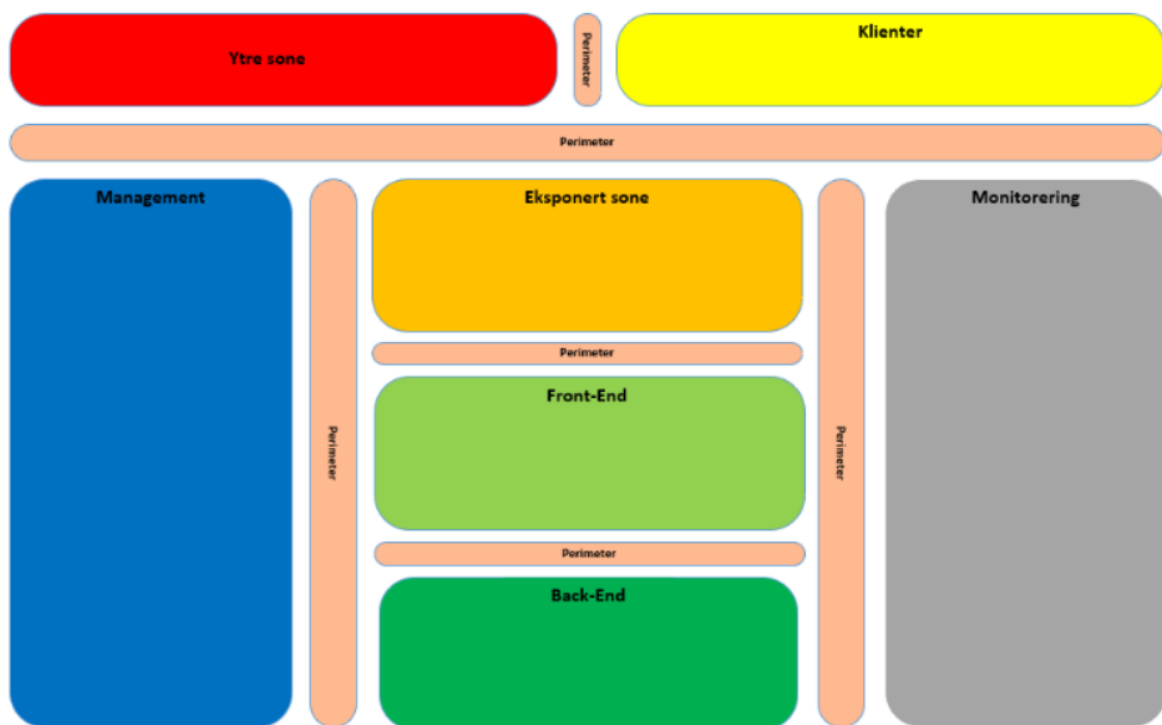 Ytre sone
Perimeter
Klienter
Perimeter
Management
Perimeter
Eksponert sone
Perimeter
Front-End
Perimeter
Back-End
Perimeter
Monitorering